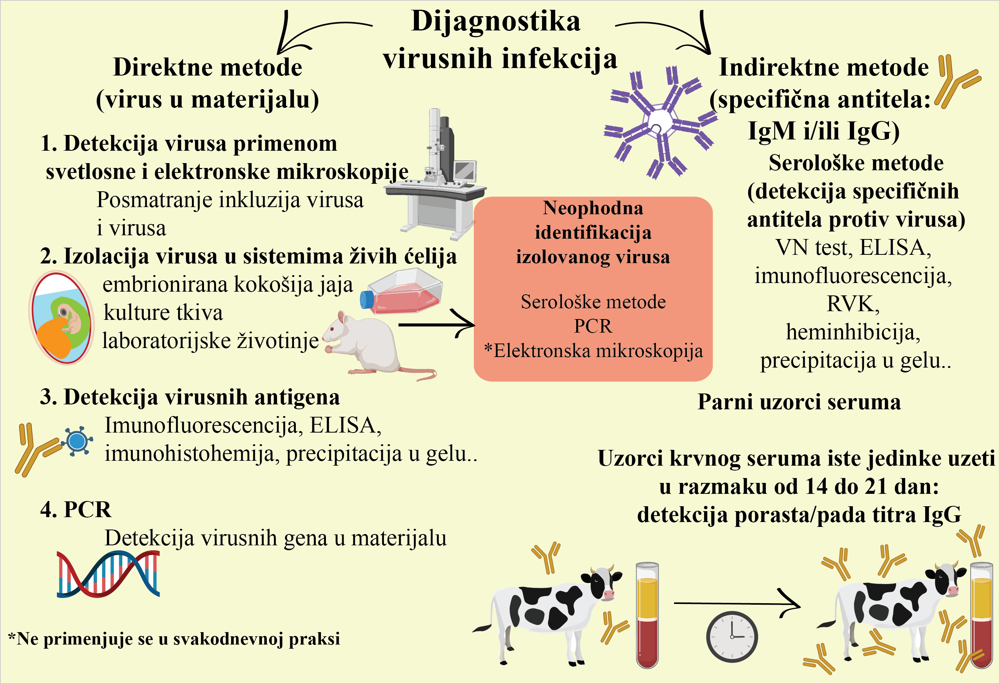 Dijagnostika
virusnih infekcija
Direktne metode
(virus u materijalu)
1. Detekcija virusa primenom
svetlosne i elektronske mikroskopije
Posmatranje inkluzija virusa
i virusa
2. Izolacija virusa u sistemima živih ćelija
embrionirana kokošija jaja
kulture tkiva
laboratorijske životinje
Neophodna
identifikacija
izolovanog virusa
Serološke metode
PCR
*Elektronska mikroskopija
3. Detekcija virusnih antigena
Imunofluorescencija, ELISA,
imunohistohemija, precipitacija u gelu..
4. PCR
Detekcija virusnih gena u materijalu
*Ne primenjuje se u svakodnevnoj praksi
Indirektne metode
(specifična antitela:
IgM i/ili IgG)
Serološke metode
(detekcija specifičnih
antitela protiv virusa)
VN test, ELISA,
imunofluorescencija,
RVK,
heminhibicija,
precipitacija u gelu..
Parni uzorci seruma
Uzorci krvnog seruma iste jedinke uzeti
u razmaku od 14 do 21 dan:
detekcija porasta/pada titra IgG